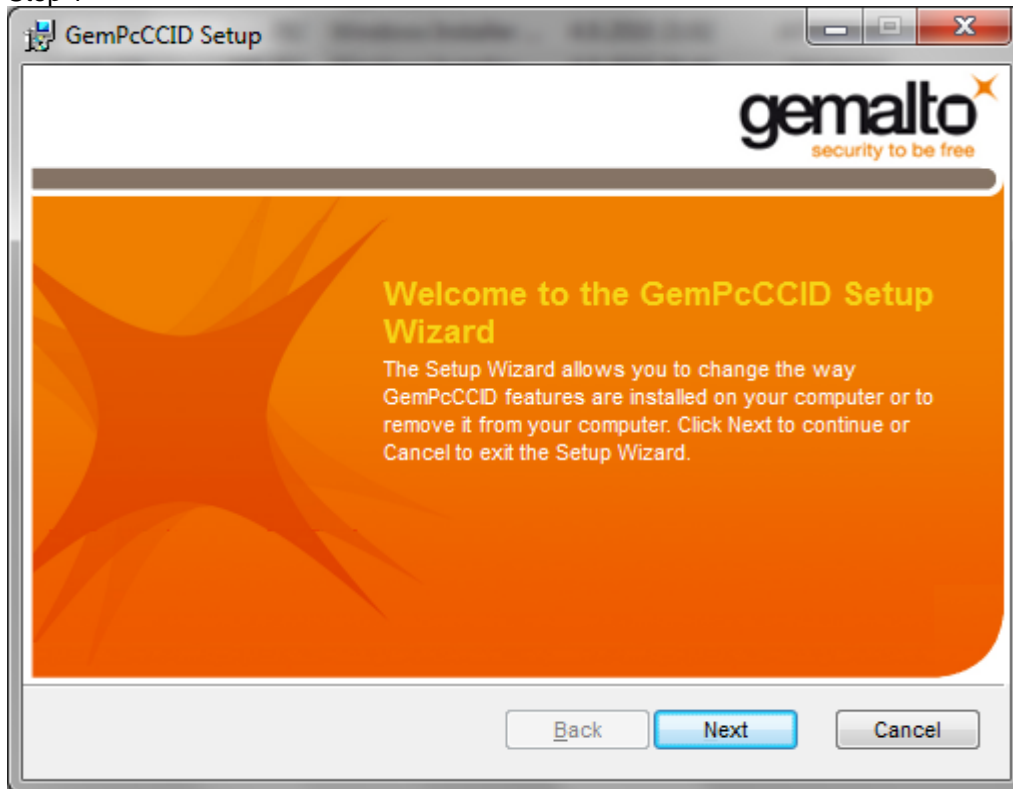 GemPcCCID Setup
gemalto
security to be free
Welcome to the GemPcCCID Setup
Wizard
The Setup Wizard allows you to change the way
GemPcCCID features are installed on your computer or to
remove it from your computer. Click Next to continue or
Cancel to exit the Setup Wizard.
Back Next Cancel